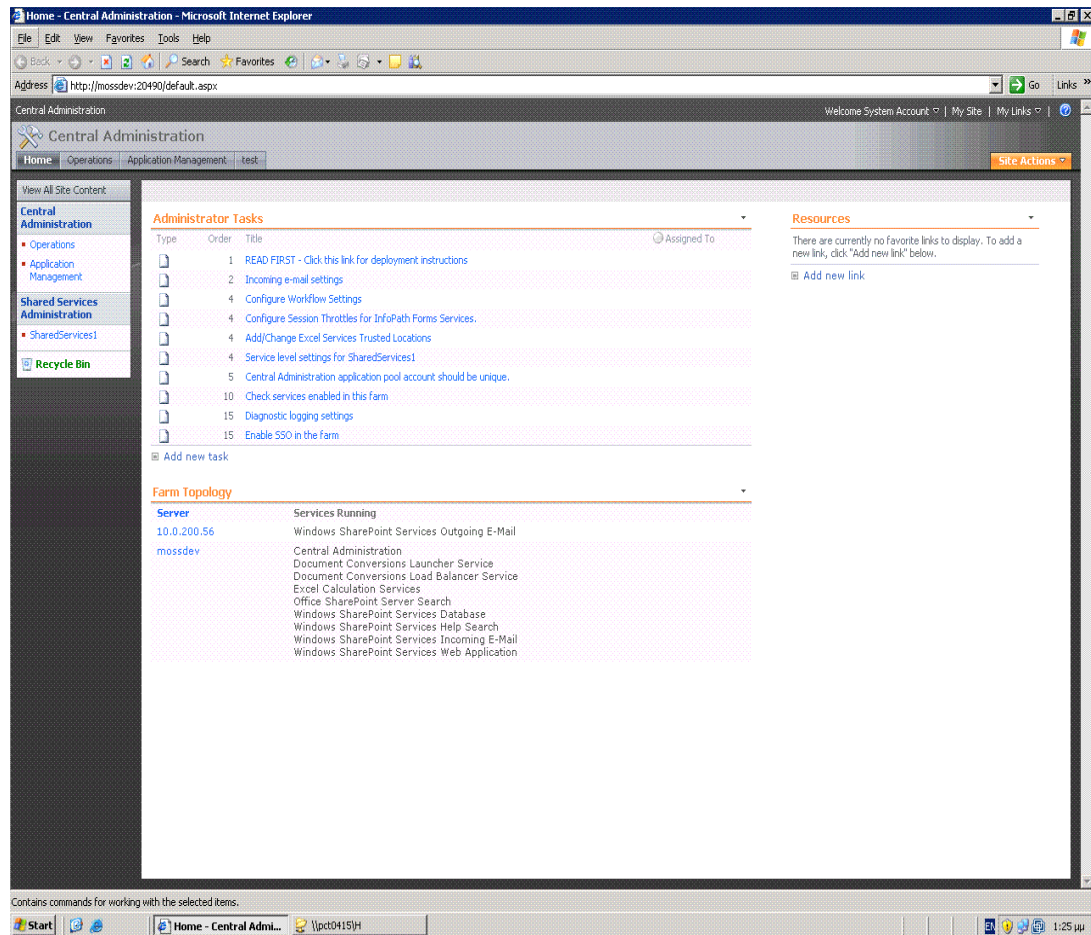 Home - Central Administration - Microsoft Internet Explorer
File Edit View Favorites Tools Help
Back Search Favorites
Address http://mossdev:20490/default.aspx Go Links »
Central Administration Welcome System Account | My Site | My Links |
Central Administration
Home Operations Application Management test Site Actions
View All Site Content
Central Administration
Operations
Application Management
Shared Services Administration
SharedServices1
Recycle Bin
Administrator Tasks
Type Order Title Assigned To
1 READ FIRST - Click this link for deployment instructions
2 Incoming e-mail settings
4 Configure Workflow Settings
4 Configure Session Throttles for InfoPath Forms Services.
4 Add/Change Excel Services Trusted Locations
4 Service level settings for SharedServices1
5 Central Administration application pool account should be unique.
10 Check services enabled in this farm
15 Diagnostic logging settings
15 Enable SSO in the farm
Add new task
Farm Topology
Server Services Running
10.0.200.56 Windows SharePoint Services Outgoing E-Mail
mossdev Central Administration
Document Conversions Launcher Service
Document Conversions Load Balancer Service
Excel Calculation Services
Office SharePoint Server Search
Windows SharePoint Services Database
Windows SharePoint Services Help Search
Windows SharePoint Services Incoming E-Mail
Windows SharePoint Services Web Application
Resources
There are currently no favorite links to display. To add a
new link, click "Add new link" below.
Add new link
Contains commands for working with the selected items.
Start Home - Central Admi... \\pct0415\H EN 1:25 μμ